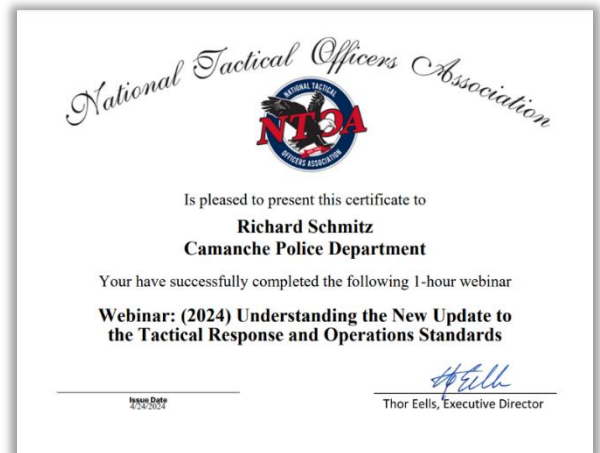 National Tactical Officers Association
NATIONAL TACTICAL
NTOA
OFFICERS ASSOCIATION
Is pleased to present this certificate to
Richard Schmitz
Camanche Police Department
Your have successfully completed the following 1-hour webinar
Webinar: (2024) Understanding the New Update to
the Tactical Response and Operations Standards
Issue Date
4/24/2024
Thor Eells, Executive Director